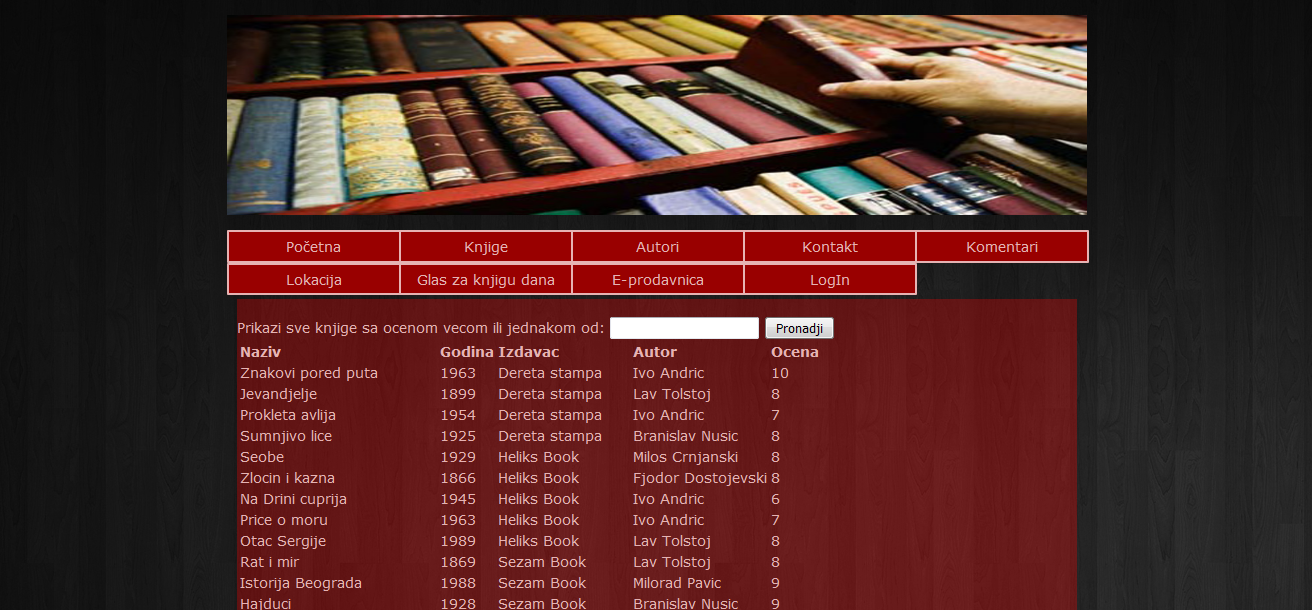 Početna Knjige Autori Kontakt Komentari
Lokacija Glas za knjigu dana E-prodavnica LogIn
Prikazi sve knjige sa ocenom vecom ili jednakom od: Pronadji
Naziv Godina Izdavac Autor Ocena
Znakovi pored puta 1963 Dereta stampa Ivo Andric 10
Jevandjelje 1899 Dereta stampa Lav Tolstoj 8
Prokleta avlija 1954 Dereta stampa Ivo Andric 7
Sumnjivo lice 1925 Dereta stampa Branislav Nusic 8
Seobe 1929 Heliks Book Milos Crnjanski 8
Zlocin i kazna 1866 Heliks Book Fjodor Dostojevski 8
Na Drini cuprija 1945 Heliks Book Ivo Andric 6
Price o moru 1963 Heliks Book Ivo Andric 7
Otac Sergije 1989 Heliks Book Lav Tolstoj 8
Rat i mir 1869 Sezam Book Lav Tolstoj 8
Istorija Beograda 1988 Sezam Book Milorad Pavic 9
Hajduci 1928 Sezam Book Branislav Nusic 9